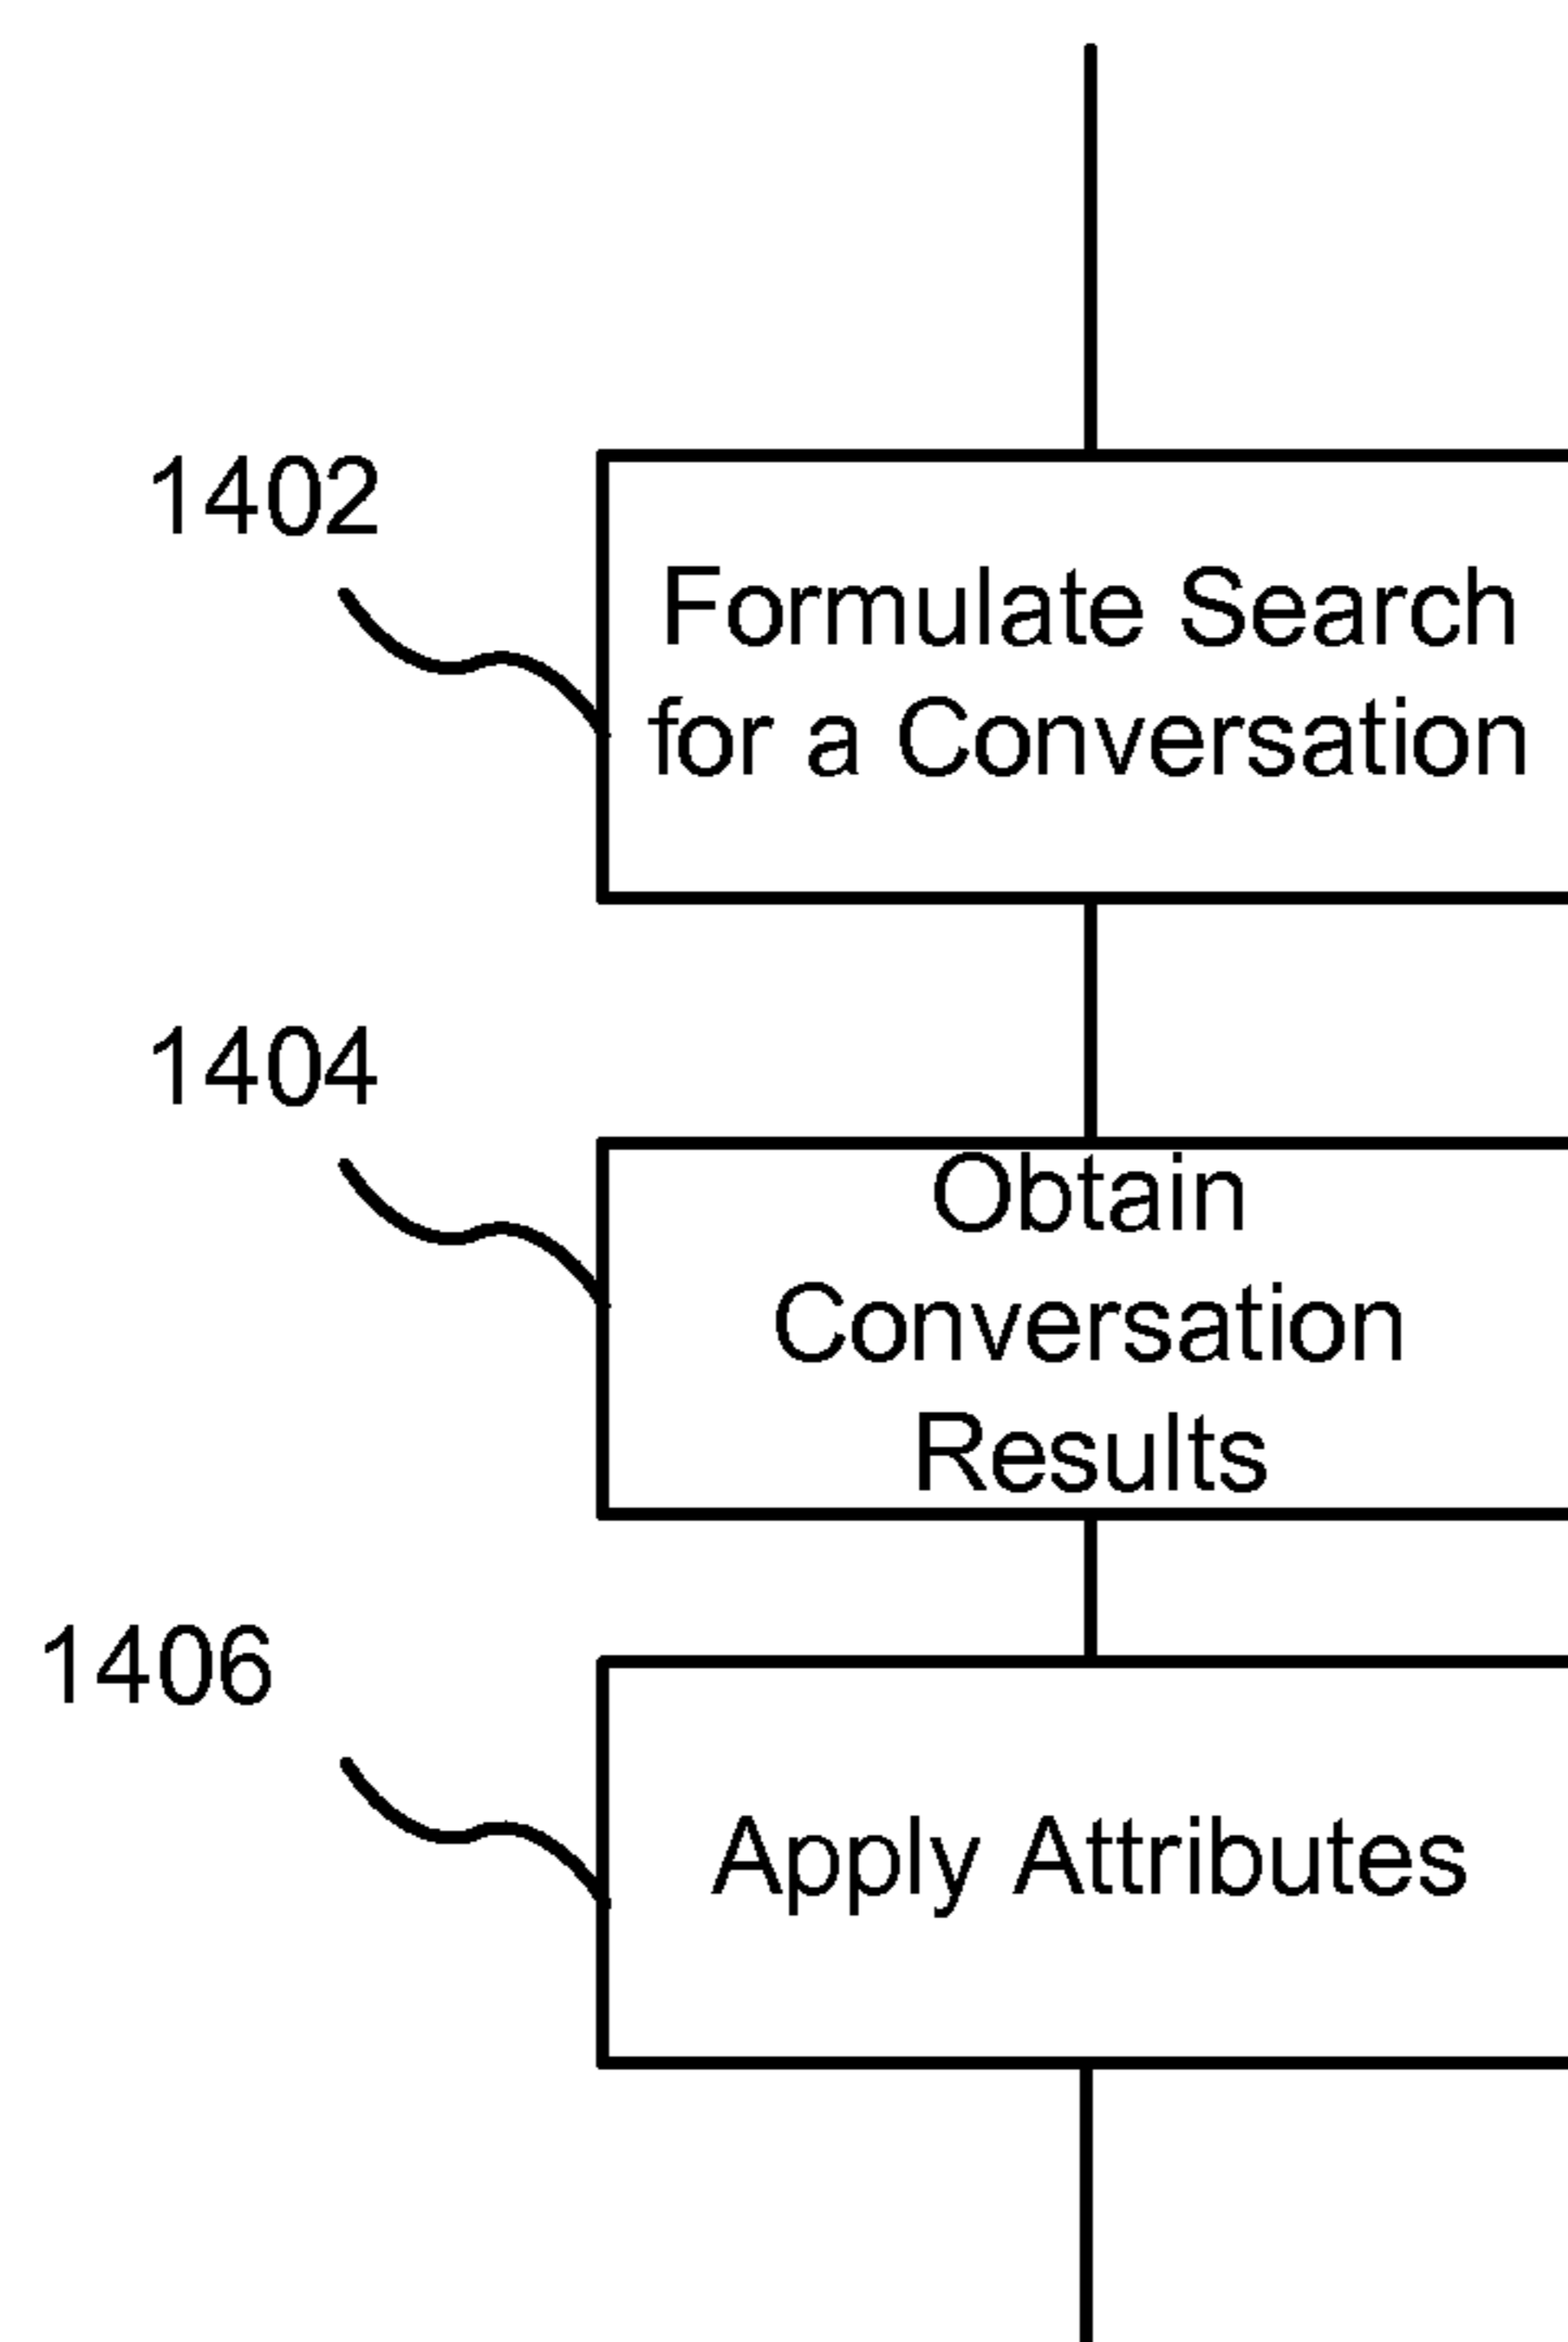 1402
Formulate Search
for a Conversation
1404
Obtain
Conversation
Results
1406
Apply Attributes